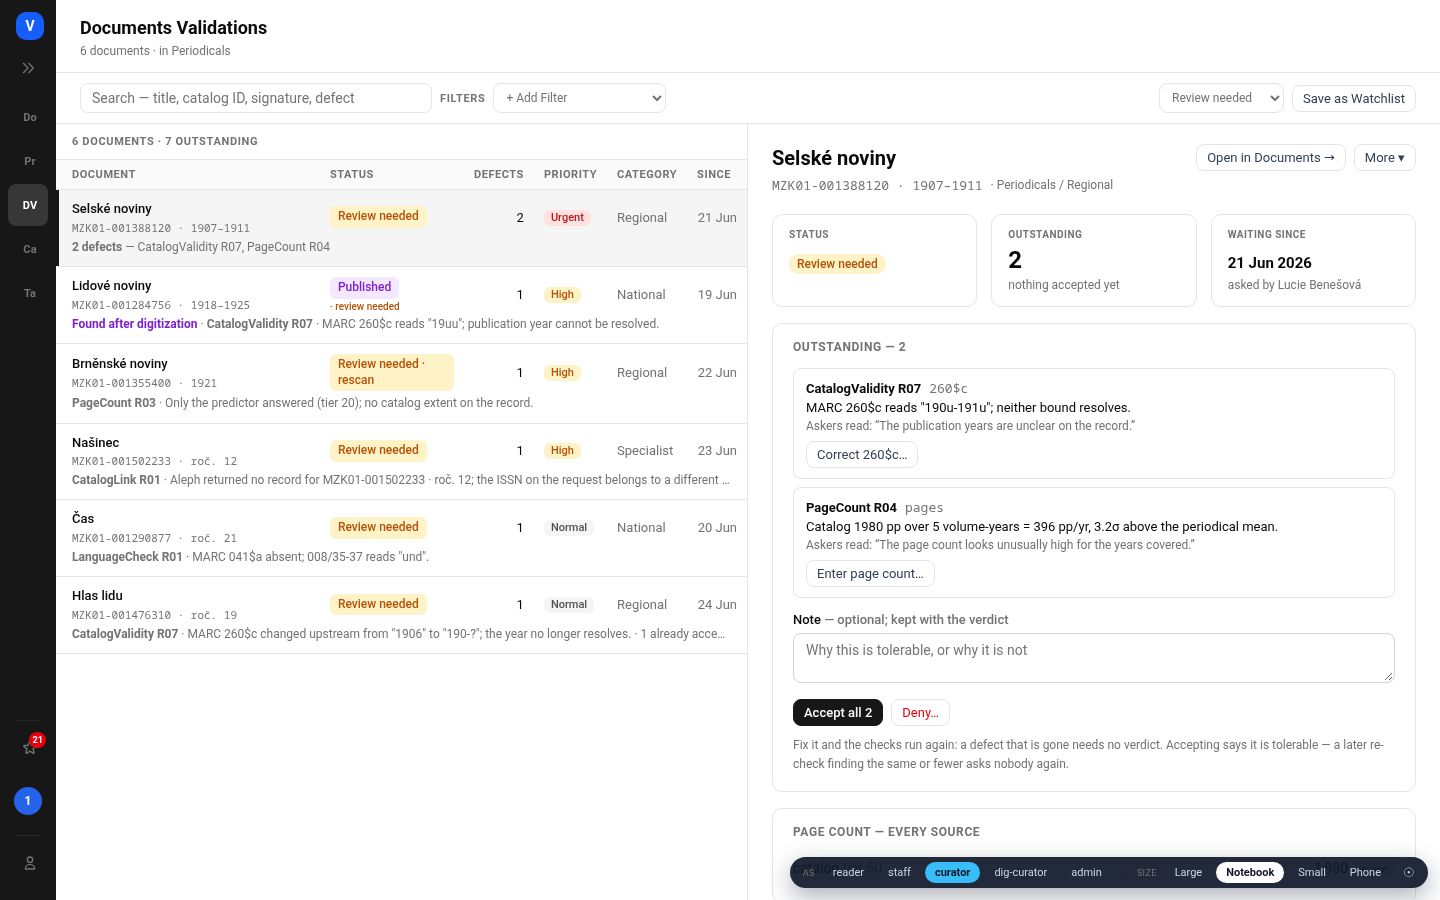 V
Documents Validations
6 documents · in Periodicals
Search — title, catalog ID, signature, defect
FILTERS
+ Add Filter
Review needed
Save as Watchlist
Do
Pr
DV
Ca
Ta
21
1
6 DOCUMENTS · 7 OUTSTANDING
DOCUMENT STATUS DEFECTS PRIORITY CATEGORY SINCE
Selské noviny
MZK01-001388120 · 1907–1911
Review needed 2 Urgent Regional 21 Jun
2 defects — CatalogValidity R07, PageCount R04
Lidové noviny
MZK01-001284756 · 1918–1925
Published
· review needed
1 High National 19 Jun
Found after digitization · CatalogValidity R07 · MARC 260$c reads "19uu"; publication year cannot be resolved.
Brněnské noviny
MZK01-001355400 · 1921
Review needed ·
rescan
1 High Regional 22 Jun
PageCount R03 · Only the predictor answered (tier 20); no catalog extent on the record.
Našinec
MZK01-001502233 · roč. 12
Review needed 1 High Specialist 23 Jun
CatalogLink R01 · Aleph returned no record for MZK01-001502233 · roč. 12; the ISSN on the request belongs to a different …
Čas
MZK01-001290877 · roč. 21
Review needed 1 Normal National 20 Jun
LanguageCheck R01 · MARC 041$a absent; 008/35-37 reads "und".
Hlas lidu
MZK01-001476310 · roč. 19
Review needed 1 Normal Regional 24 Jun
CatalogValidity R07 · MARC 260$c changed upstream from "1906" to "190-?"; the year no longer resolves. · 1 already acce…
Selské noviny
Open in Documents →
More ▾
MZK01-001388120 · 1907–1911 · Periodicals / Regional
STATUS
Review needed
OUTSTANDING
2
nothing accepted yet
WAITING SINCE
21 Jun 2026
asked by Lucie Benešová
OUTSTANDING — 2
CatalogValidity R07 260$c
MARC 260$c reads "190u-191u"; neither bound resolves.
Askers read: “The publication years are unclear on the record.”
Correct 260$c…
PageCount R04 pages
Catalog 1980 pp over 5 volume-years = 396 pp/yr, 3.2σ above the periodical mean.
Askers read: “The page count looks unusually high for the years covered.”
Enter page count…
Note — optional; kept with the verdict
Why this is tolerable, or why it is not
Accept all 2
Deny…
Fix it and the checks run again: a defect that is gone needs no verdict. Accepting says it is tolerable — a later re-
check finding the same or fewer asks nobody again.
PAGE COUNT — EVERY SOURCE
AS reader staff curator dig-curator admin SIZE Large Notebook Small Phone